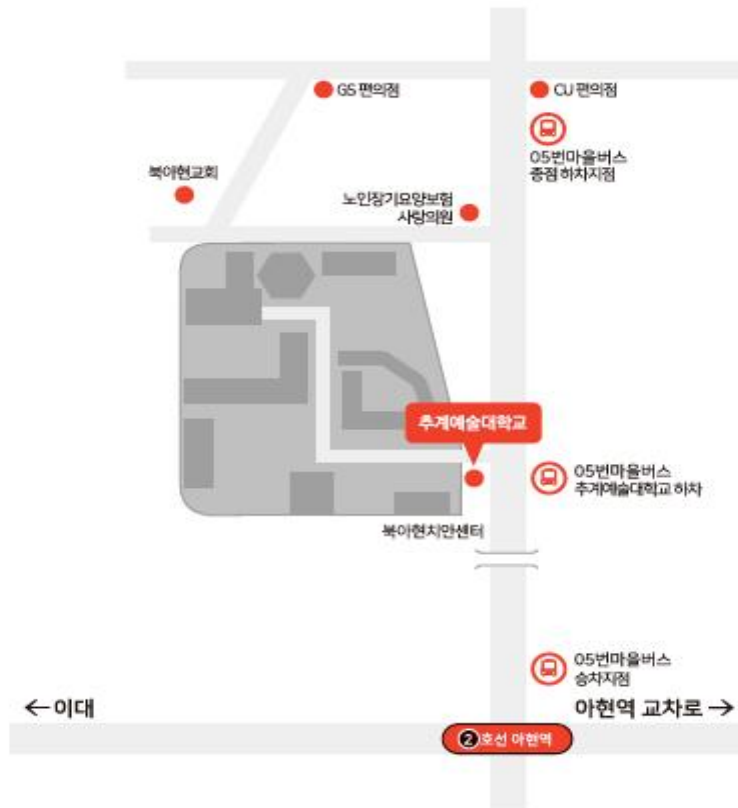 GS 편의점
CU 편의점
05번마을버스
종점 하차지점
북아현교회
노인장기요양보험
사랑의원
추계예술대학교
05번마을버스
추계예술대학교 하차
북아현치안센터
05번마을버스
승차지점
← 이대
아현역 교차로 →
2호선 아현역